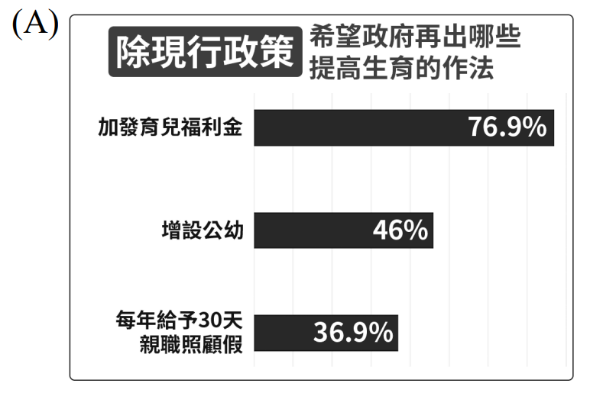 (A)
除現行政策
希望政府再出哪些
提高生育的作法
加發育兒福利金
76.9%
增設公幼
46%
每年給予30天
親職照顧假
36.9%